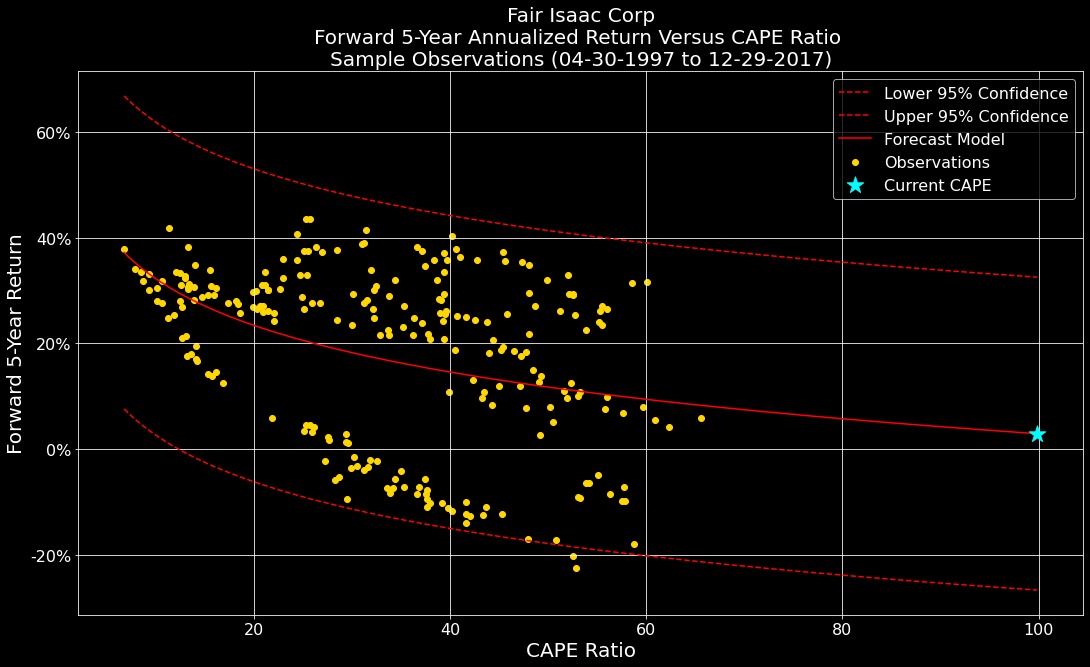 Fair Isaac Corp
Forward 5-Year Annualized Return Versus CAPE Ratio
Sample Observations (04-30-1997 to 12-29-2017)
Lower 95% Confidence
Upper 95% Confidence
Forecast Model
Observations
Current CAPE
Forward 5-Year Return
60%
40%
20%
0%
-20%
20
40
60
80
100
CAPE Ratio